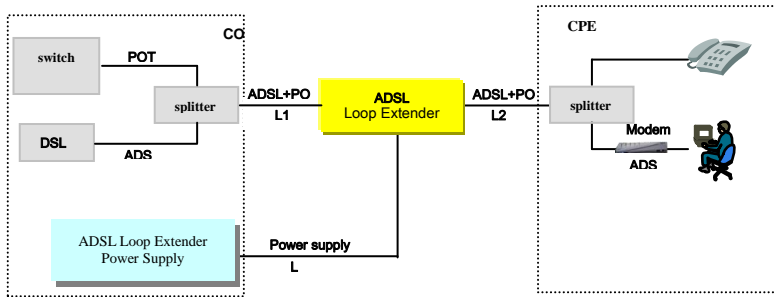 CO
switch
POT
splitter
DSL
ADS
ADSL+PO
L1
ADSL
Loop Extender
ADSL+PO
L2
CPE
splitter
Modem
ADS
ADSL Loop Extender
Power Supply
Power supply
L